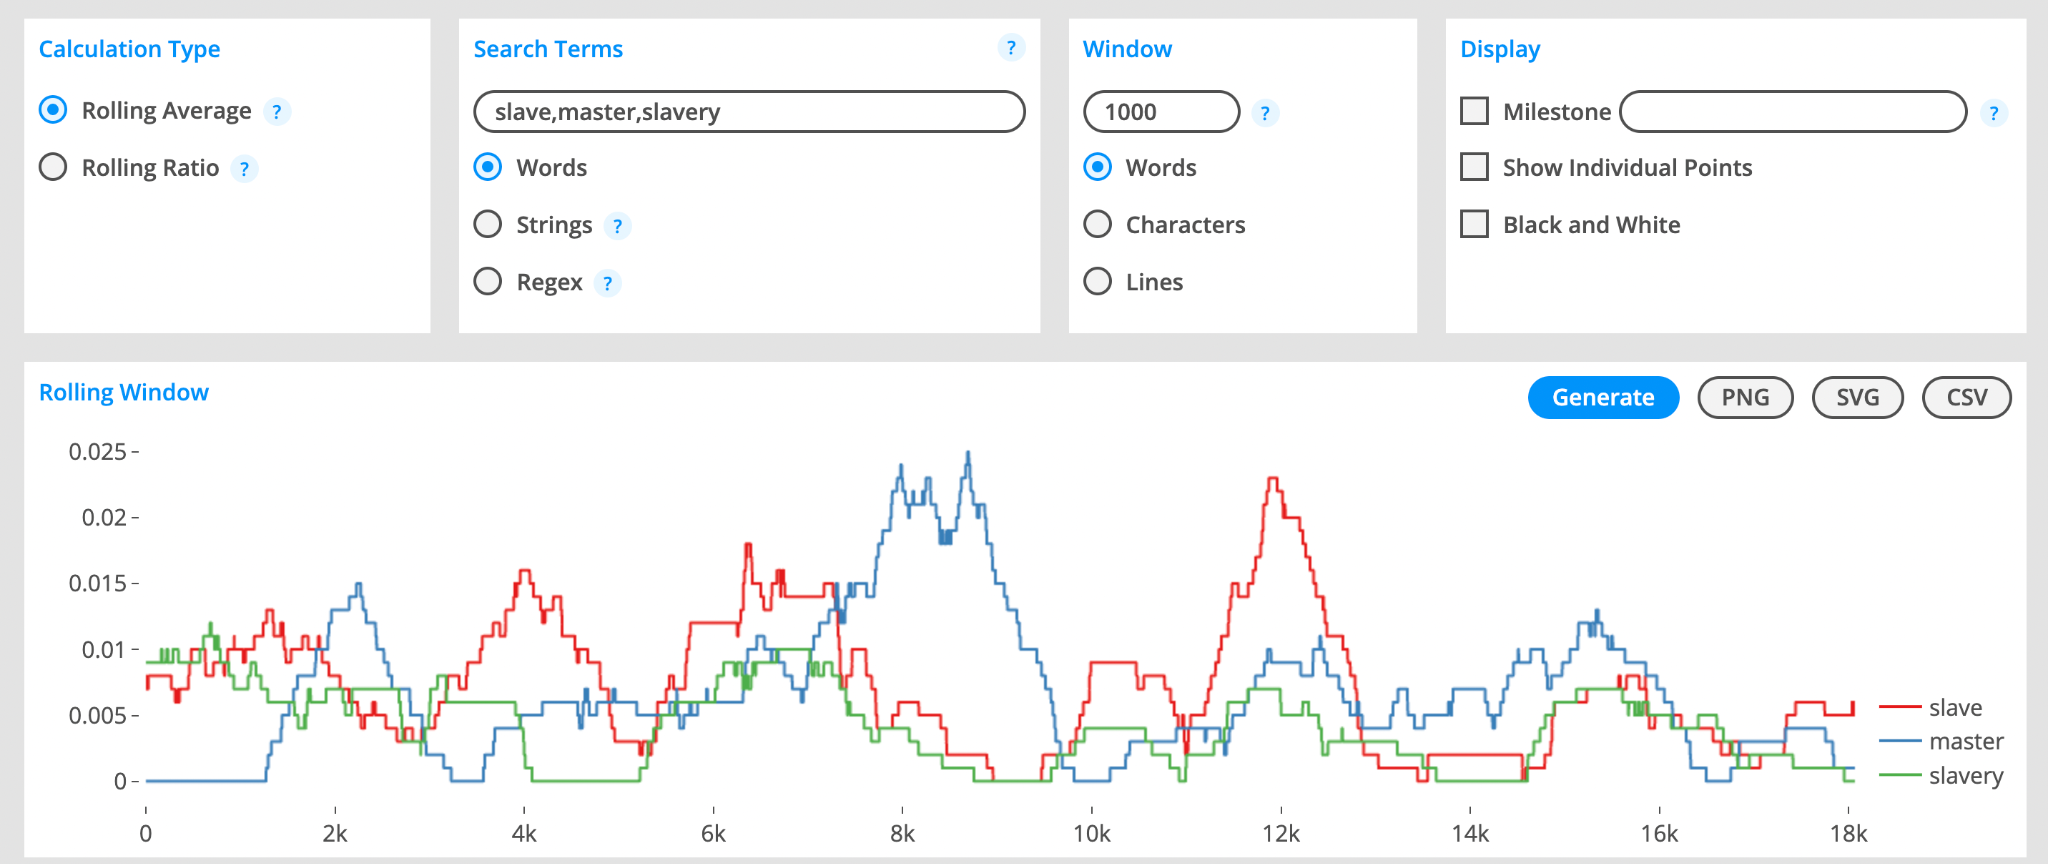 Calculation Type
Rolling Average ?
Rolling Ratio ?
Search Terms ?
slave,master,slavery
Words
Strings ?
Regex ?
Window
1000 ?
Words
Characters
Lines
Display
Milestone ?
Show Individual Points
Black and White
Rolling Window
Generate PNG SVG CSV
0.025
0.02
0.015
0.01
0.005
0
0 2k 4k 6k 8k 10k 12k 14k 16k 18k
slave
master
slavery